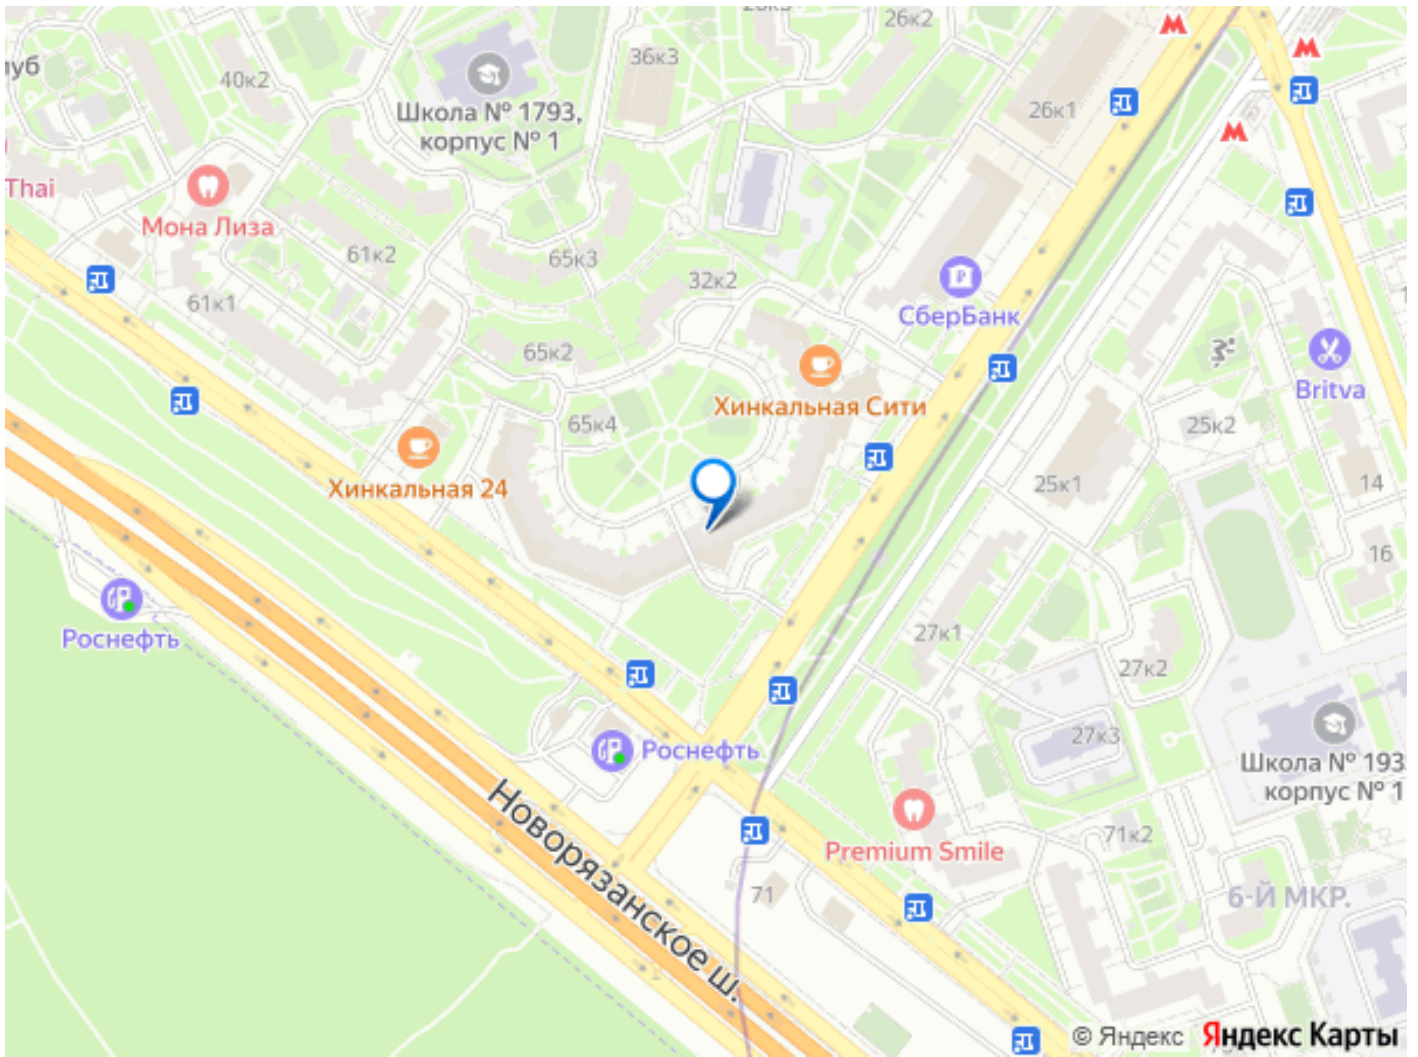 26к2
36к3
уб
40к2
Школа № 1793,
корпус № 1
26к1
Thai
Мона Лиза
61к2
65к3
32к2
61к1
СберБанк
65к2
Britva
Хинкальная Сити
65к4
25к2
Хинкальная 24
25к1
14
16
Роснефть
27к1
27к2
27к3
Роснефть
Школа № 193
корпус № 1
Новорязанское ш.
71к2
Premium Smile
71
6-Й МКР.
© Яндекс Яндекс Карты